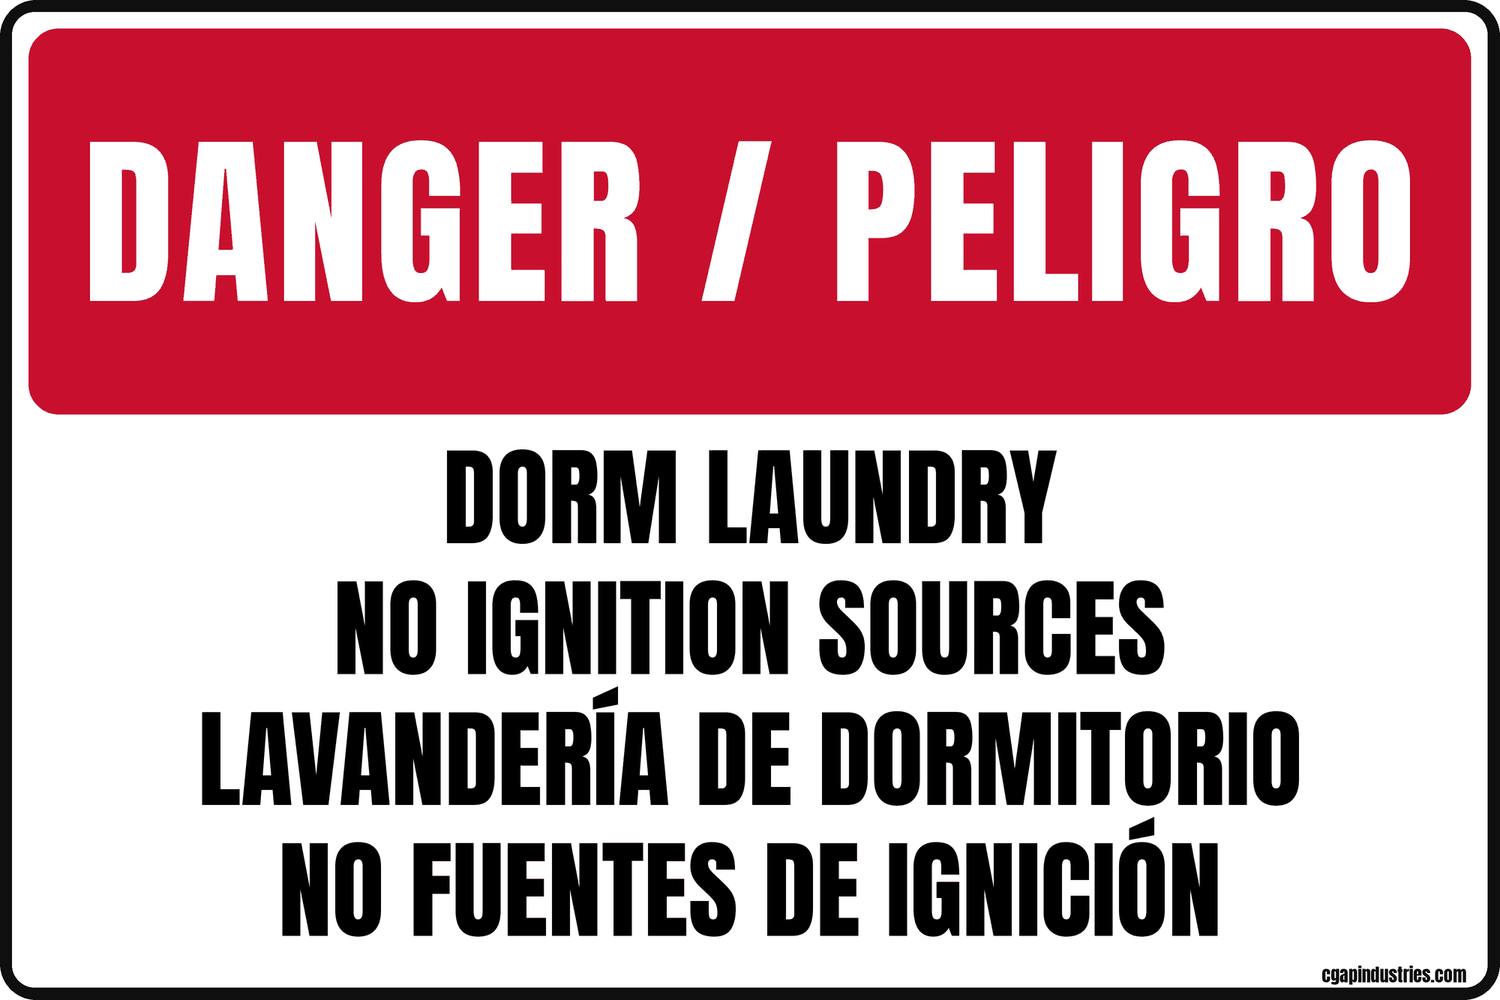 DANGER / PELIGRO
DORM LAUNDRY
NO IGNITION SOURCES
LAVANDERÍA DE DORMITORIO
NO FUENTES DE IGNICIÓN
cgapindustries.com